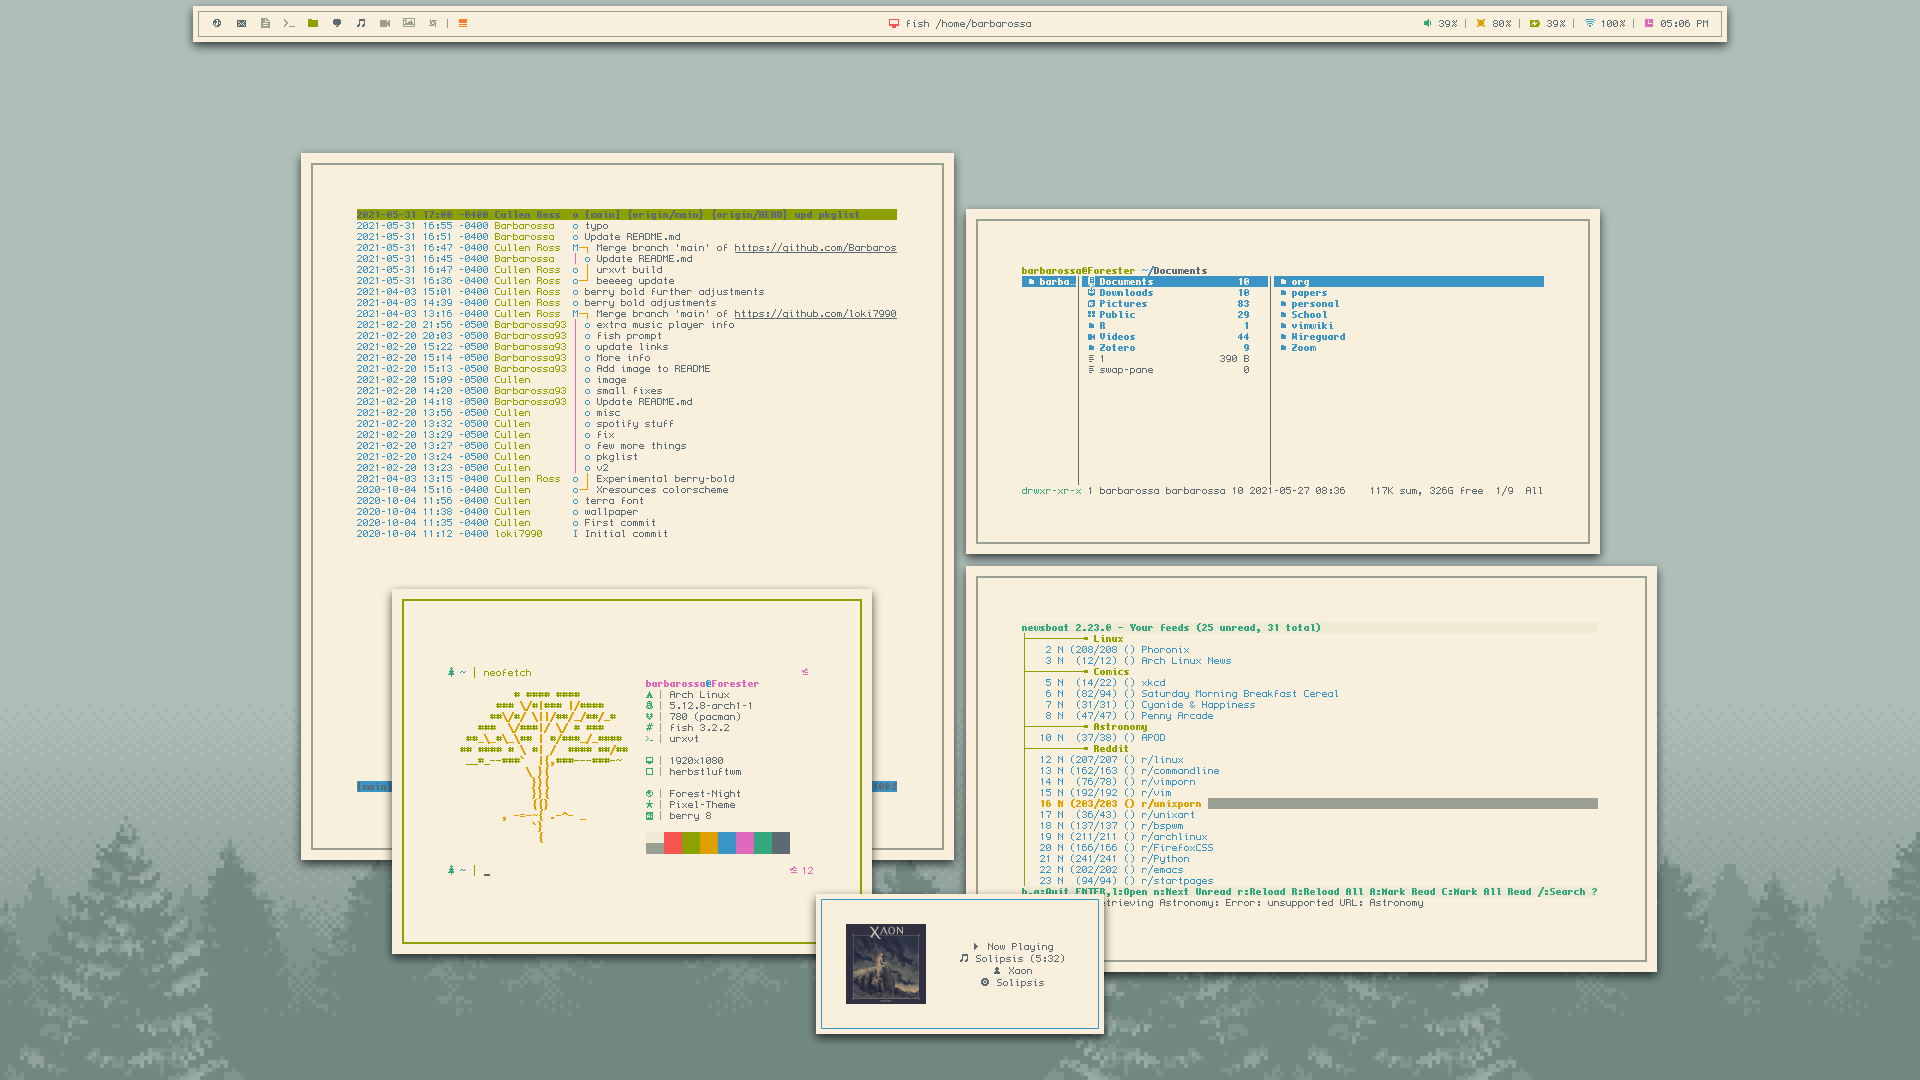 fish /home/barbarossa
39% | 80% | 39% | 100% | 05:06 PM
2021-05-31 17:00 -0400 Cullen Ross o [main] {origin/main} {origin/HEAD} upd pkglist
2021-05-31 16:55 -0400 Barbarossa o typo
2021-05-31 16:51 -0400 Barbarossa o Update README.md
2021-05-31 16:47 -0400 Cullen Ross M─┐ Merge branch 'main' of https://github.com/Barbaros
2021-05-31 16:45 -0400 Barbarossa │ o Update README.md
2021-05-31 16:47 -0400 Cullen Ross o │ urxvt build
2021-05-31 16:36 -0400 Cullen Ross o─┘ beeeeg update
2021-04-03 15:01 -0400 Cullen Ross o berry bold further adjustments
2021-04-03 14:39 -0400 Cullen Ross o berry bold adjustments
2021-04-03 13:16 -0400 Cullen Ross M─┐ Merge branch 'main' of https://github.com/loki7990
2021-02-20 21:56 -0500 Barbarossa93 │ o extra music player info
2021-02-20 20:03 -0500 Barbarossa93 │ o fish prompt
2021-02-20 15:22 -0500 Barbarossa93 │ o update links
2021-02-20 15:14 -0500 Barbarossa93 │ o More info
2021-02-20 15:13 -0500 Barbarossa93 │ o Add image to README
2021-02-20 15:09 -0500 Cullen │ o image
2021-02-20 14:20 -0500 Barbarossa93 │ o small fixes
2021-02-20 14:18 -0500 Barbarossa93 │ o Update README.md
2021-02-20 13:56 -0500 Cullen │ o misc
2021-02-20 13:32 -0500 Cullen │ o spotify stuff
2021-02-20 13:29 -0500 Cullen │ o fix
2021-02-20 13:27 -0500 Cullen │ o few more things
2021-02-20 13:24 -0500 Cullen │ o pkglist
2021-02-20 13:23 -0500 Cullen │ o v2
2021-04-03 13:15 -0400 Cullen Ross o │ Experimental berry-bold
2020-10-04 15:16 -0400 Cullen o─┘ Xresources colorscheme
2020-10-04 11:56 -0400 Cullen o terra font
2020-10-04 11:38 -0400 Cullen o wallpaper
2020-10-04 11:35 -0400 Cullen o First commit
2020-10-04 11:12 -0400 loki7990 I Initial commit
[main]
barbarossa@Forester ~/Documents
barba… Documents 10 org
Downloads 10 papers
Pictures 83 personal
Public 29 School
R 1 vimwiki
Videos 44 Wireguard
Zotero 9 Zoom
1 390 B
swap-pane 0
drwxr-xr-x 1 barbarossa barbarossa 10 2021-05-27 08:36 117K sum, 326G free 1/9 All
~ | neofetch
barbarossa@Forester
| Arch Linux
| 5.12.8-arch1-1
| 780 (pacman)
| fish 3.2.2
| urxvt
| 1920x1080
| herbstluftwm
| Forest-Night
| Pixel-Theme
| berry 8
~ | _ 12
newsboat 2.23.0 - Your feeds (25 unread, 31 total)
Linux
2 N (208/208 () Phoronix
3 N (12/12) () Arch Linux News
Comics
5 N (14/22) () xkcd
6 N (82/94) () Saturday Morning Breakfast Cereal
7 N (31/31) () Cyanide & Happiness
8 N (47/47) () Penny Arcade
Astronomy
10 N (37/38) () APOD
Reddit
12 N (207/207 () r/linux
13 N (162/163 () r/commandline
14 N (76/78) () r/vimporn
15 N (192/192 () r/vim
16 N (203/203 () r/unixporn
17 N (36/43) () r/unixart
18 N (137/137 () r/bspwm
19 N (211/211 () r/archlinux
20 N (166/166 () r/FirefoxCSS
21 N (241/241 () r/Python
22 N (202/202 () r/emacs
23 N (94/94) () r/startpages
h,q:Quit ENTER,l:Open n:Next Unread r:Reload R:Reload All A:Mark Read C:Mark All Read /:Search ?
trieving Astronomy: Error: unsupported URL: Astronomy
XAON
Now Playing
Solipsis (5:32)
Xaon
Solipsis